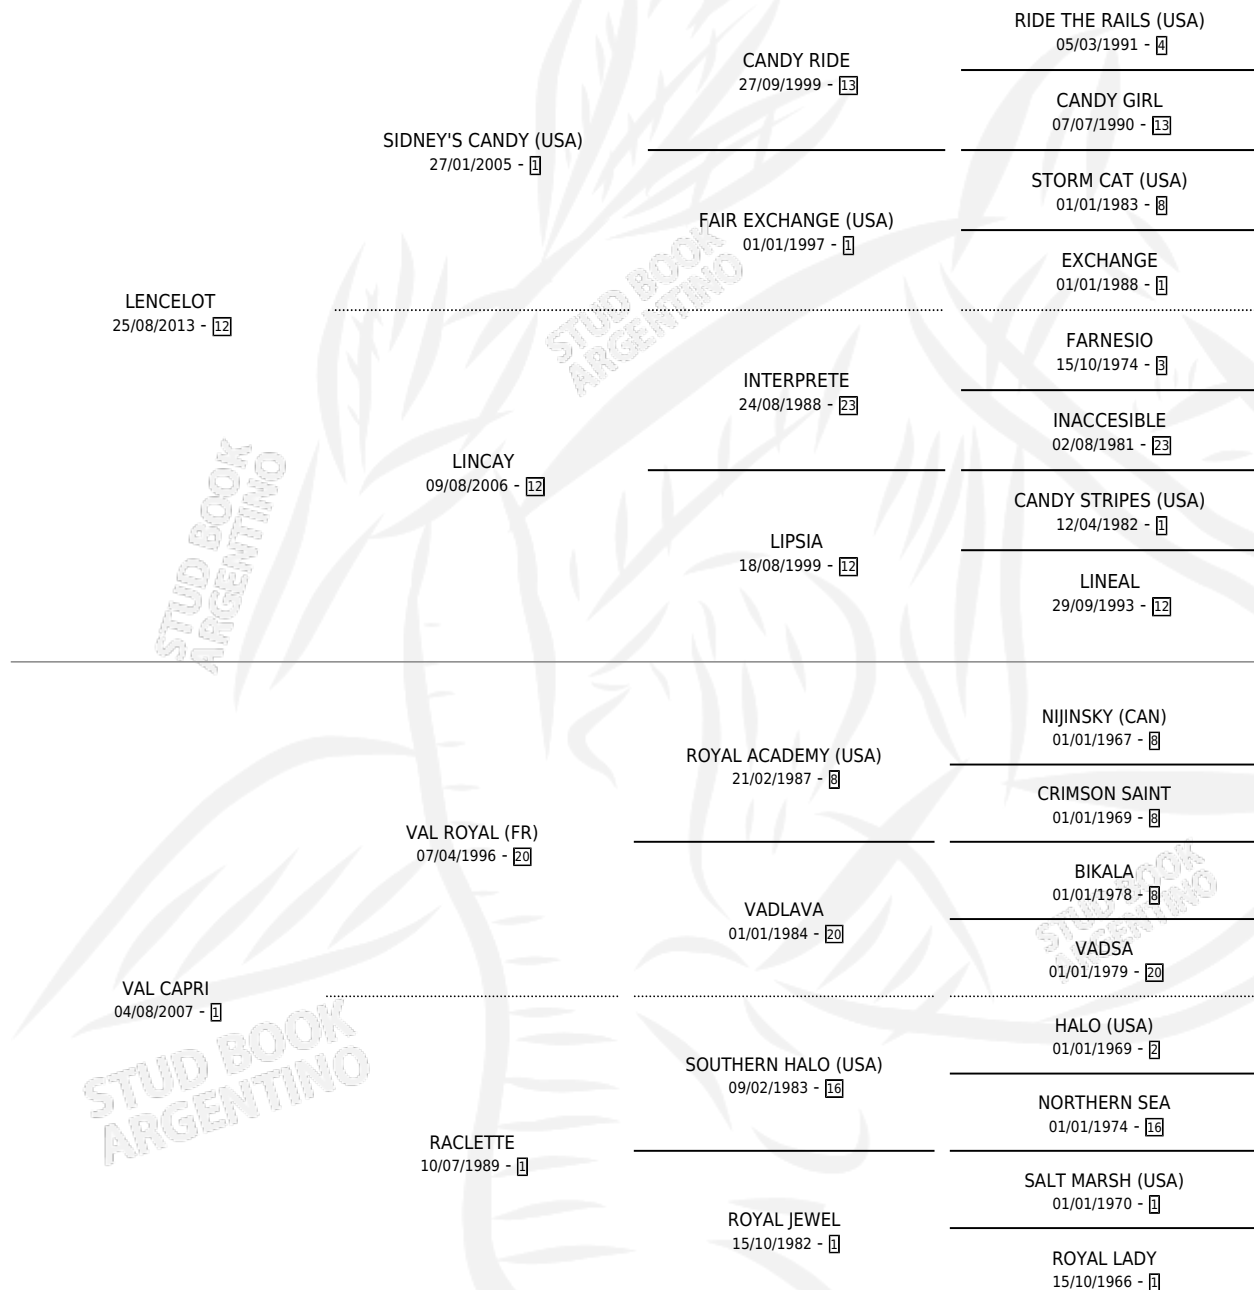 RIDE THE RAILS (USA)
05/03/1991 - 4
CANDY RIDE
27/09/1999 - 13
CANDY GIRL
07/07/1990 - 13
SIDNEY'S CANDY (USA)
27/01/2005 - 1
STORM CAT (USA)
01/01/1983 - 8
FAIR EXCHANGE (USA)
01/01/1997 - 1
EXCHANGE
01/01/1988 - 1
LENCELOT
25/08/2013 - 12
FARNESIO
15/10/1974 - 3
INTERPRETE
24/08/1988 - 23
INACCESIBLE
02/08/1981 - 23
LINCAY
09/08/2006 - 12
CANDY STRIPES (USA)
12/04/1982 - 1
LIPSIA
18/08/1999 - 12
LINEAL
29/09/1993 - 12
NIJINSKY (CAN)
01/01/1967 - 8
ROYAL ACADEMY (USA)
21/02/1987 - 8
CRIMSON SAINT
01/01/1969 - 8
VAL ROYAL (FR)
07/04/1996 - 20
BIKALA
01/01/1978 - 8
VADLAVA
01/01/1984 - 20
VADSA
01/01/1979 - 20
VAL CAPRI
04/08/2007 - 1
HALO (USA)
01/01/1969 - 2
SOUTHERN HALO (USA)
09/02/1983 - 16
NORTHERN SEA
01/01/1974 - 16
RACLETTE
10/07/1989 - 1
SALT MARSH (USA)
01/01/1970 - 1
ROYAL JEWEL
15/10/1982 - 1
ROYAL LADY
15/10/1966 - 1
STUD BOOK
ARGENTINO
STUD BOOK
ARGENTINO
STUD BOOK
ARGENTINO
STUD BOOK
ARGENTINO